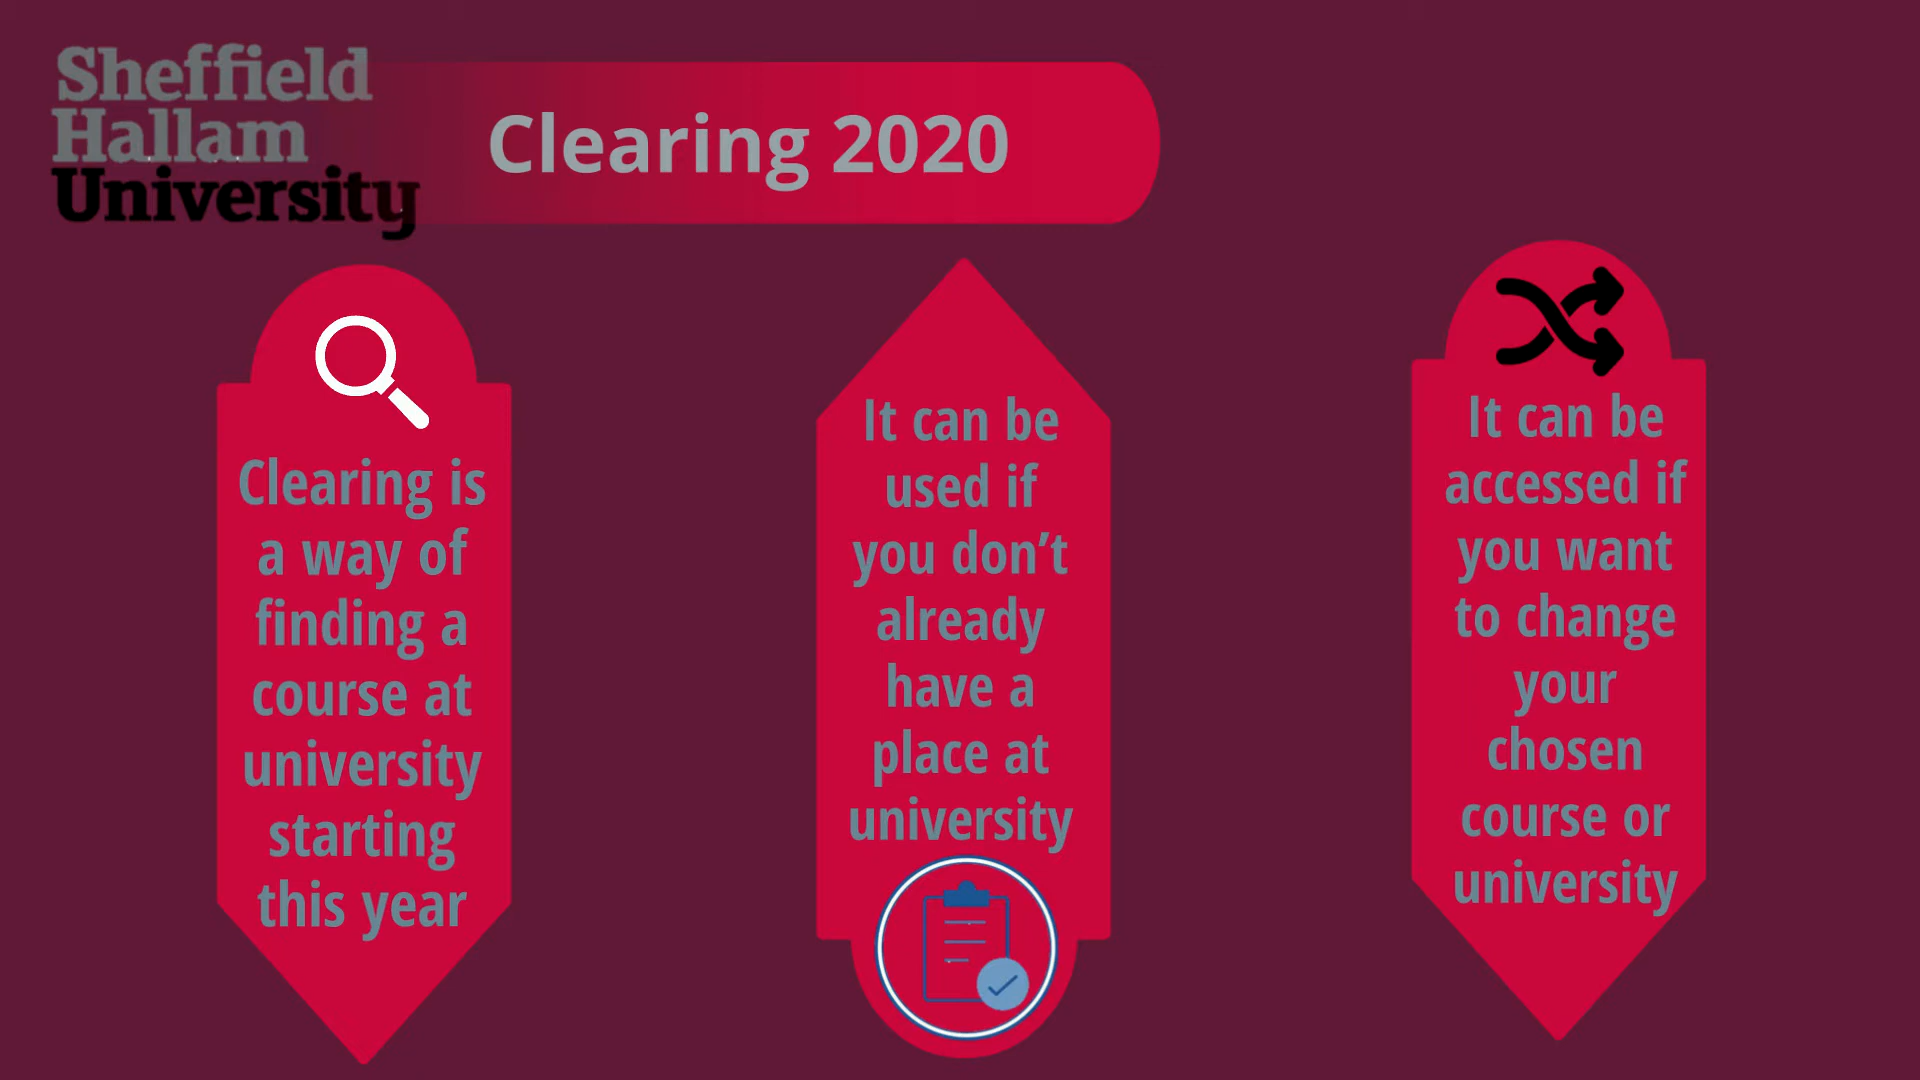 Sheffield
Hallam
University
Clearing 2020
Clearing is
a way of
finding a
course at
university
starting
this year
It can be
used if
you don’t
already
have a
place at
university
It can be
accessed if
you want
to change
your
chosen
course or
university